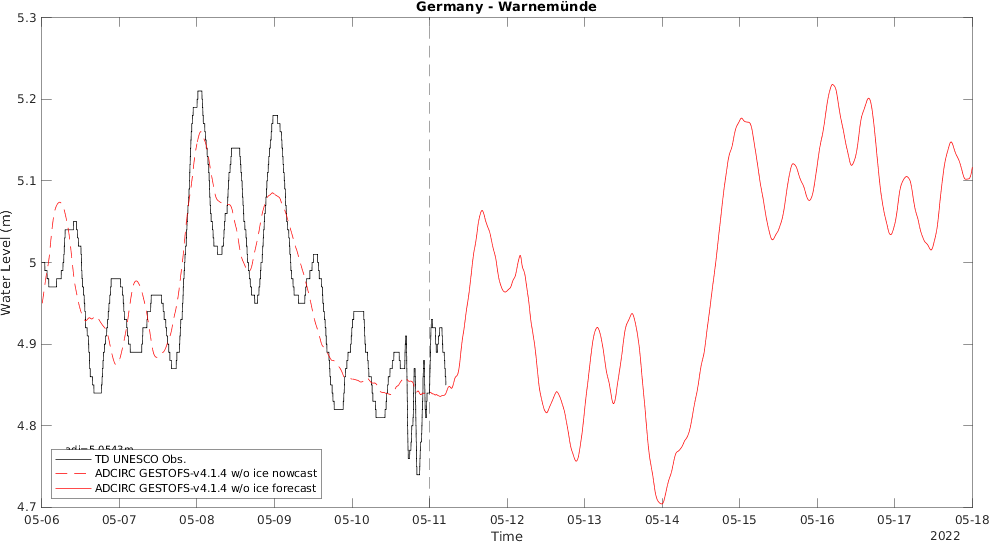 Germany - Warnemünde
5.3
5.2
5.1
5
4.9
4.8
4.7
Water Level (m)
TD UNESCO Obs.
ADCIRC GESTOFS-v4.1.4 w/o ice nowcast
ADCIRC GESTOFS-v4.1.4 w/o ice forecast
05-06 05-07 05-08 05-09 05-10 05-11 05-12 05-13 05-14 05-15 05-16 05-17 05-18
Time
2022